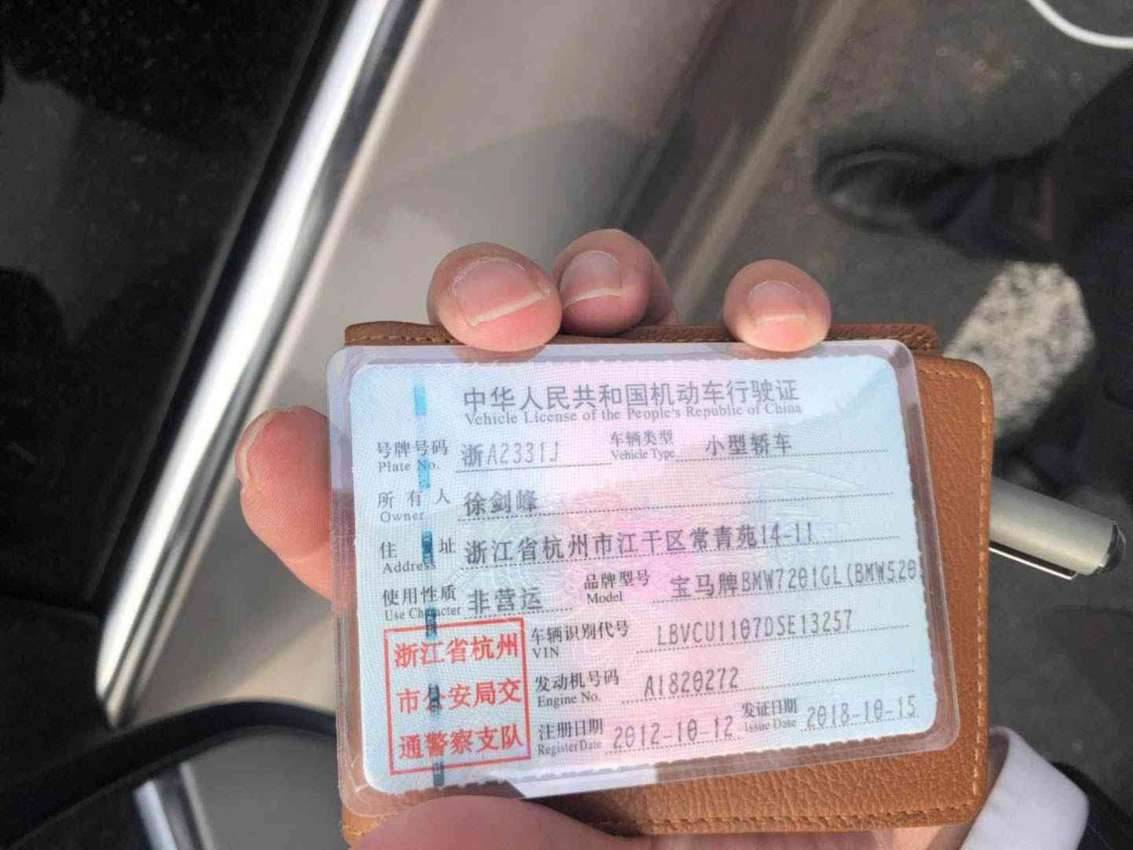 中华人民共和国机动车行驶证
Vehicle License of the People's Republic of China
号牌号码 浙A2331J 车辆类型 小型轿车
Plate No. Vehicle Type
所有人 徐剑峰
Owner
住址 浙江省杭州市江干区常青苑14-11
Address
使用性质 非营运 品牌型号 宝马牌BMW7201GL(BMW520
Use Character Model
浙江省杭州
市公安局交
通警察支队
车辆识别代号 LBVCU1107DSE13257
VIN
发动机号码 A1820272
Engine No.
注册日期 2012-10-12 发证日期 2018-10-15
Register Date Issue Date